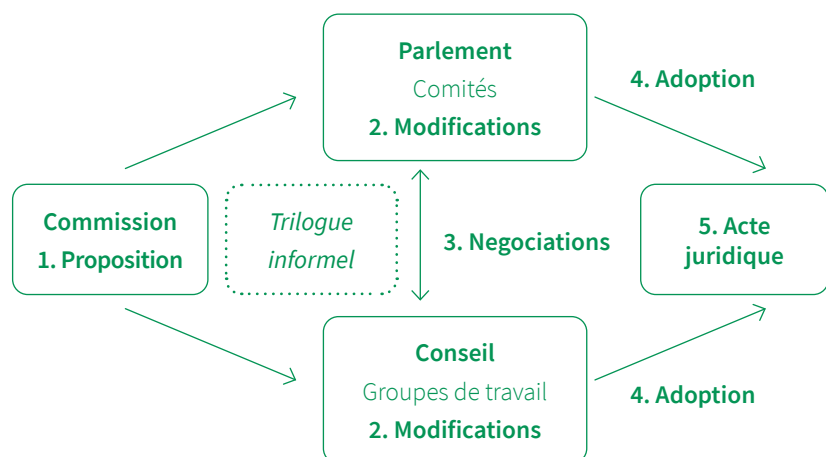 Parlement
Comités
2. Modifications
4. Adoption
Commission
1. Proposition
Trilogue
informel
3. Negociations
5. Acte
juridique
Conseil
Groupes de travail
2. Modifications
4. Adoption